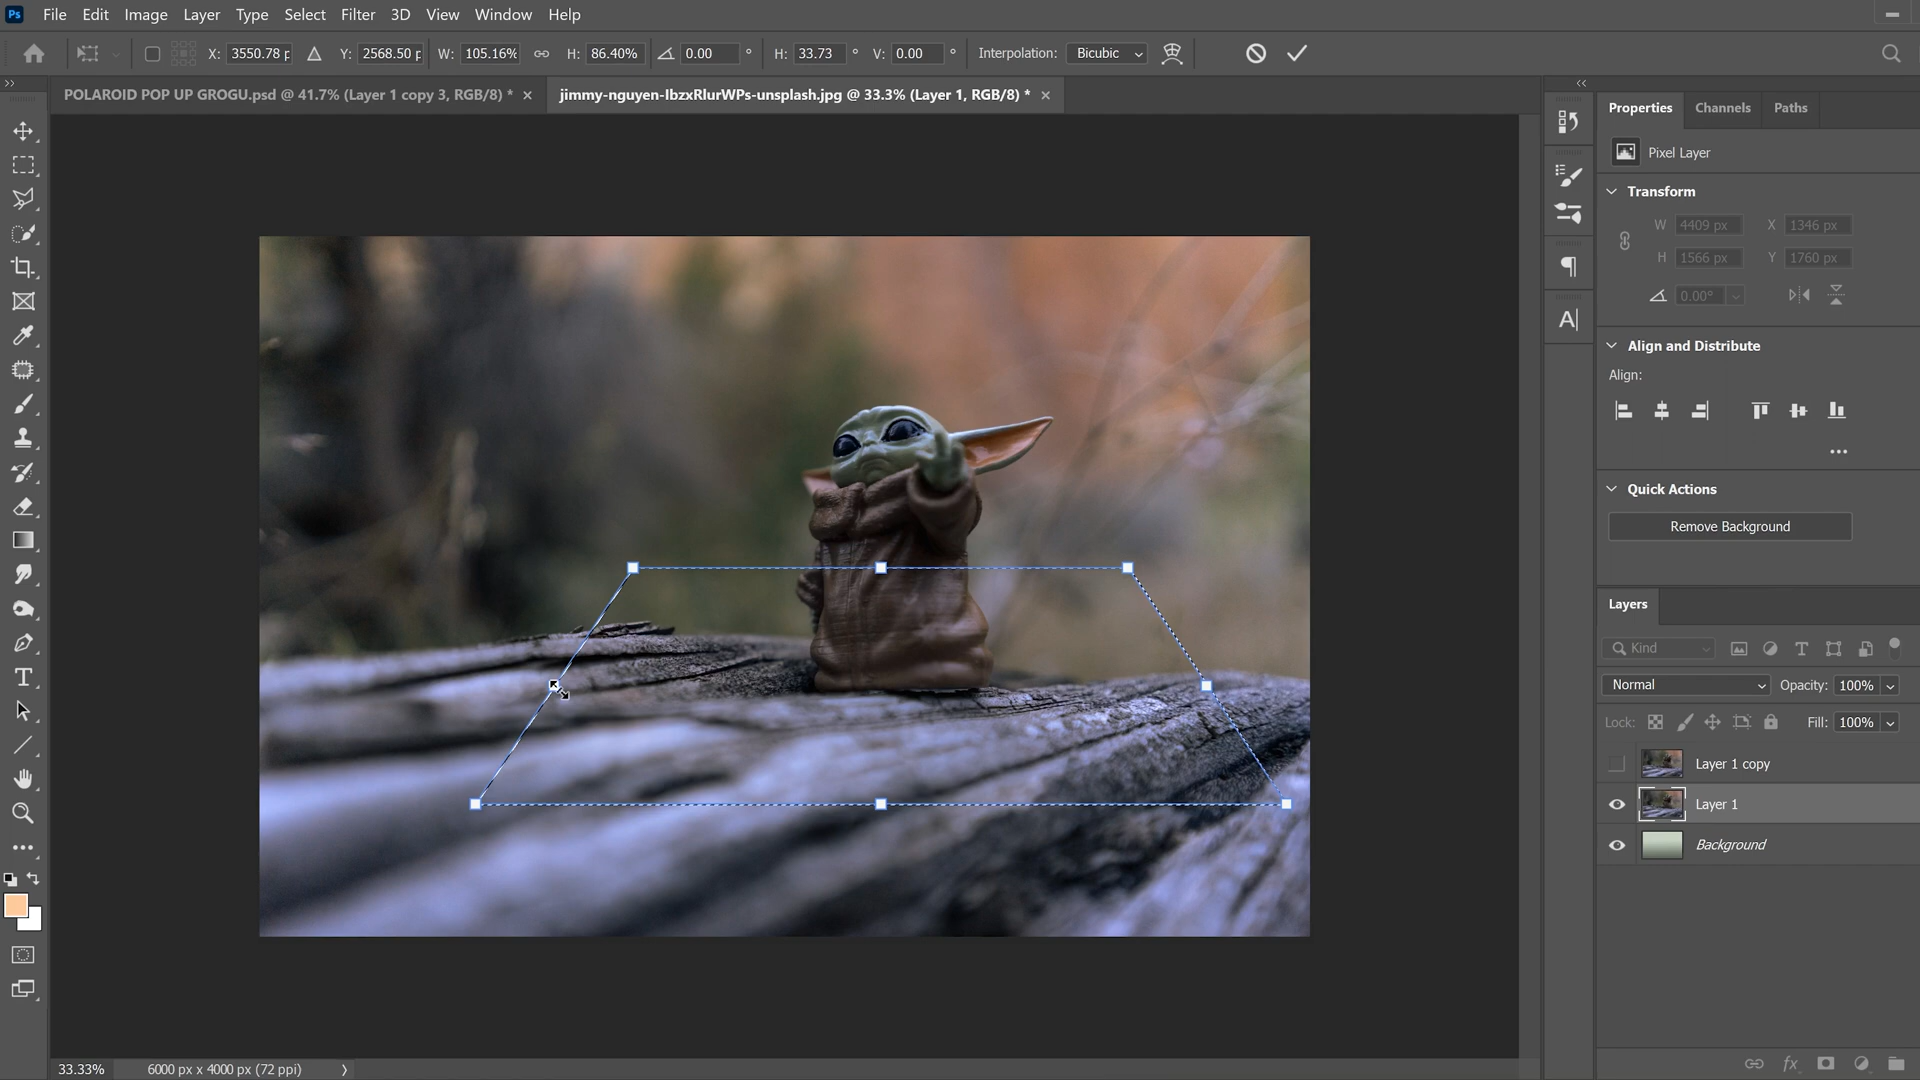 Ps File Edit Image Layer Type Select Filter 3D View Window Help
X: 3550.78 p Y: 2568.50 p W: 105.16% H: 86.40% 0.00 ° H: 33.73 ° V: 0.00 ° Interpolation: Bicubic
POLAROID POP UP GROGU.psd @ 41.7% (Layer 1 copy 3, RGB/8) * × jimmy-nguyen-IbzxRlurWPs-unsplash.jpg @ 33.3% (Layer 1, RGB/8) * ×
Properties Channels Paths
Pixel Layer
Transform
W 4409 px X 1346 px
H 1566 px Y 1760 px
0.00°
Align and Distribute
Align:
Quick Actions
Remove Background
Layers
Kind
Normal Opacity: 100%
Lock: Fill: 100%
Layer 1 copy
Layer 1
Background
33.33% 6000 px x 4000 px (72 ppi)